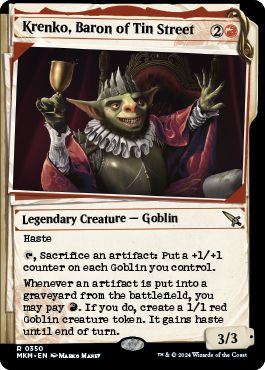 Krenko, Baron of Tin Street 2
Legendary Creature — Goblin
Haste
, Sacrifice an artifact: Put a +1/+1
counter on each Goblin you control.
Whenever an artifact is put into a
graveyard from the battlefield, you
may pay . If you do, create a 1/1 red
Goblin creature token. It gains haste
until end of turn.
3/3
R 0350
MKM • EN Marko Manev
™ & © 2024 Wizards of the Coast